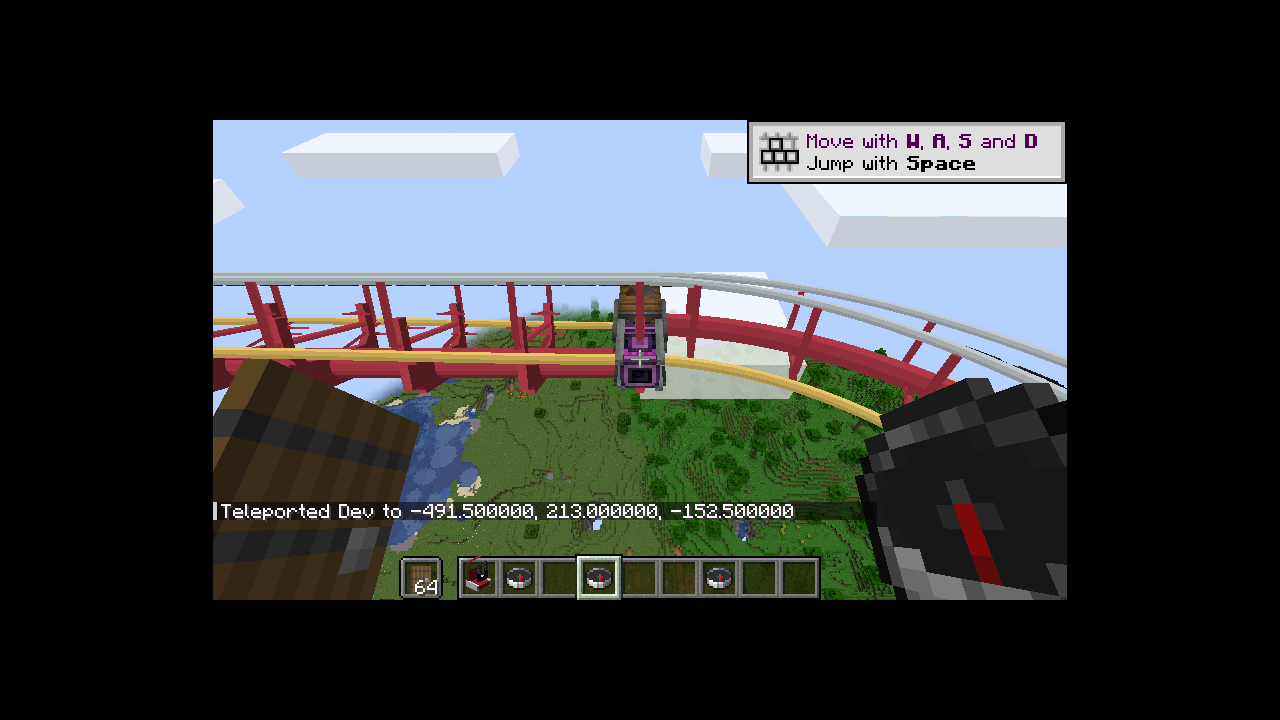 Move with W, A, S and D
Jump with Space
Teleported Dev to -491.500000, 213.000000, -152.500000
64